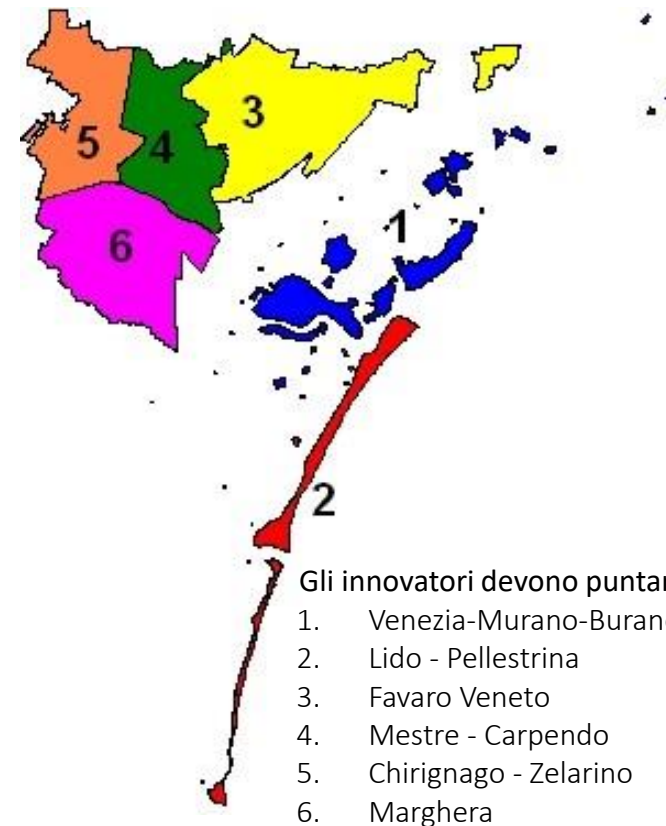 5
4
3
6
1
2
Gli innovatori devono
1. Venezia-Murano-
2. Lido - Pellestrina
3. Favaro Veneto
4. Mestre - Carpendo
5. Chirignago - Zelarino
6. Marghera